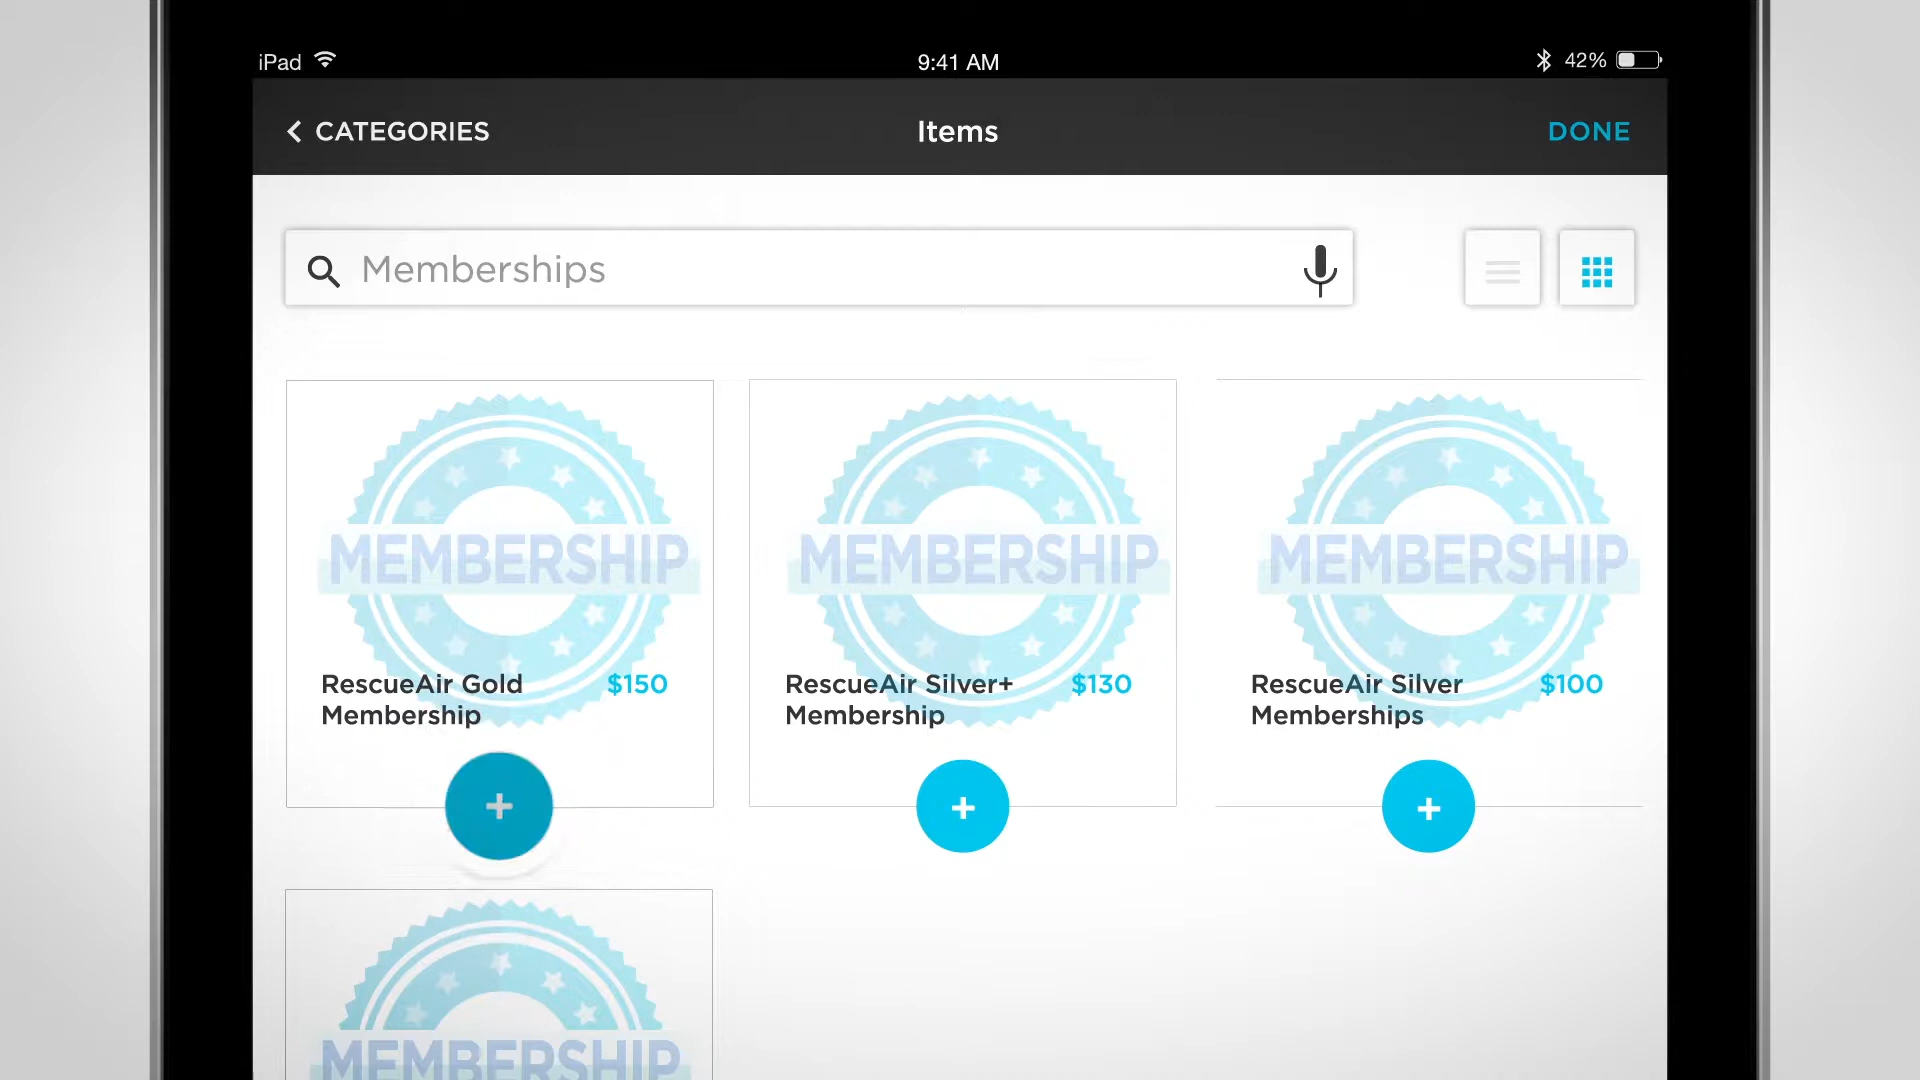 iPad
9:41 AM
42%
CATEGORIES
Items
DONE
Memberships
MEMBERSHIP
RescueAir Gold
Membership
$150
+
MEMBERSHIP
RescueAir Silver+
Membership
$130
+
MEMBERSHIP
RescueAir Silver
Memberships
$100
+
MEMBERSHIP